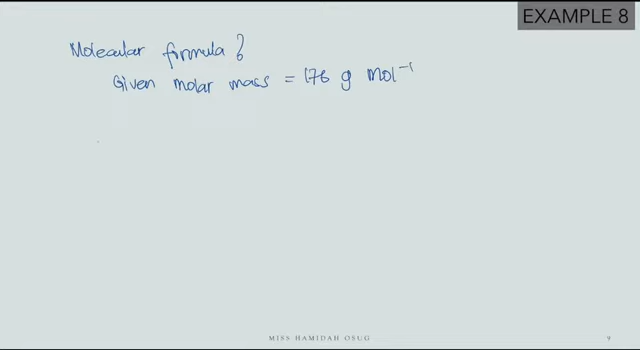 EXAMPLE 8
Molecular formula?
Given molar mass = 176 g mol⁻¹
MISS HAMIDAH OSUG
9